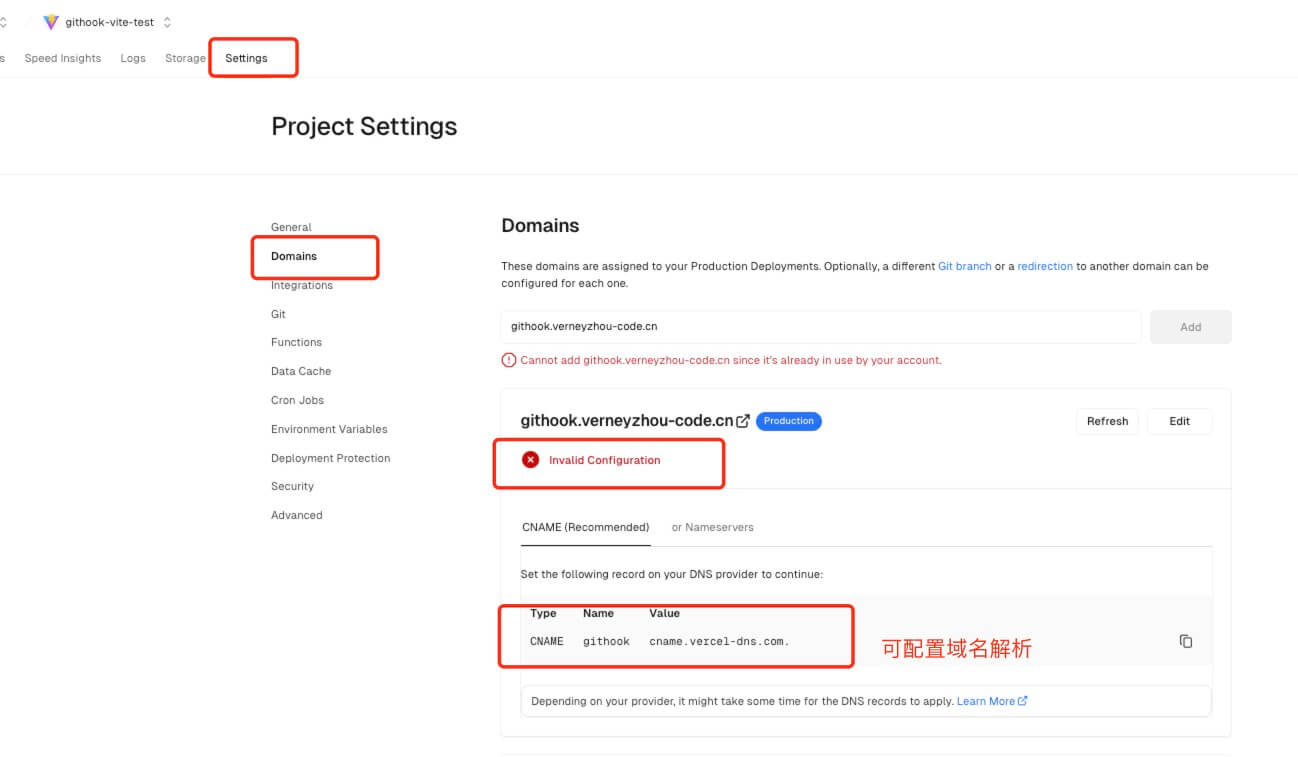 githook-vite-test
s Speed Insights Logs Storage Settings
Project Settings
General
Domains
Integrations
Git
Functions
Data Cache
Cron Jobs
Environment Variables
Deployment Protection
Security
Advanced
Domains
These domains are assigned to your Production Deployments. Optionally, a different Git branch or a redirection to another domain can be
configured for each one.
githook.verneyzhou-code.cn Add
Cannot add githook.verneyzhou-code.cn since it's already in use by your account.
githook.verneyzhou-code.cn Production Refresh Edit
Invalid Configuration
CNAME (Recommended) or Nameservers
Set the following record on your DNS provider to continue:
Type Name Value
CNAME githook cname.vercel-dns.com.
可配置域名解析
Depending on your provider, it might take some time for the DNS records to apply. Learn More